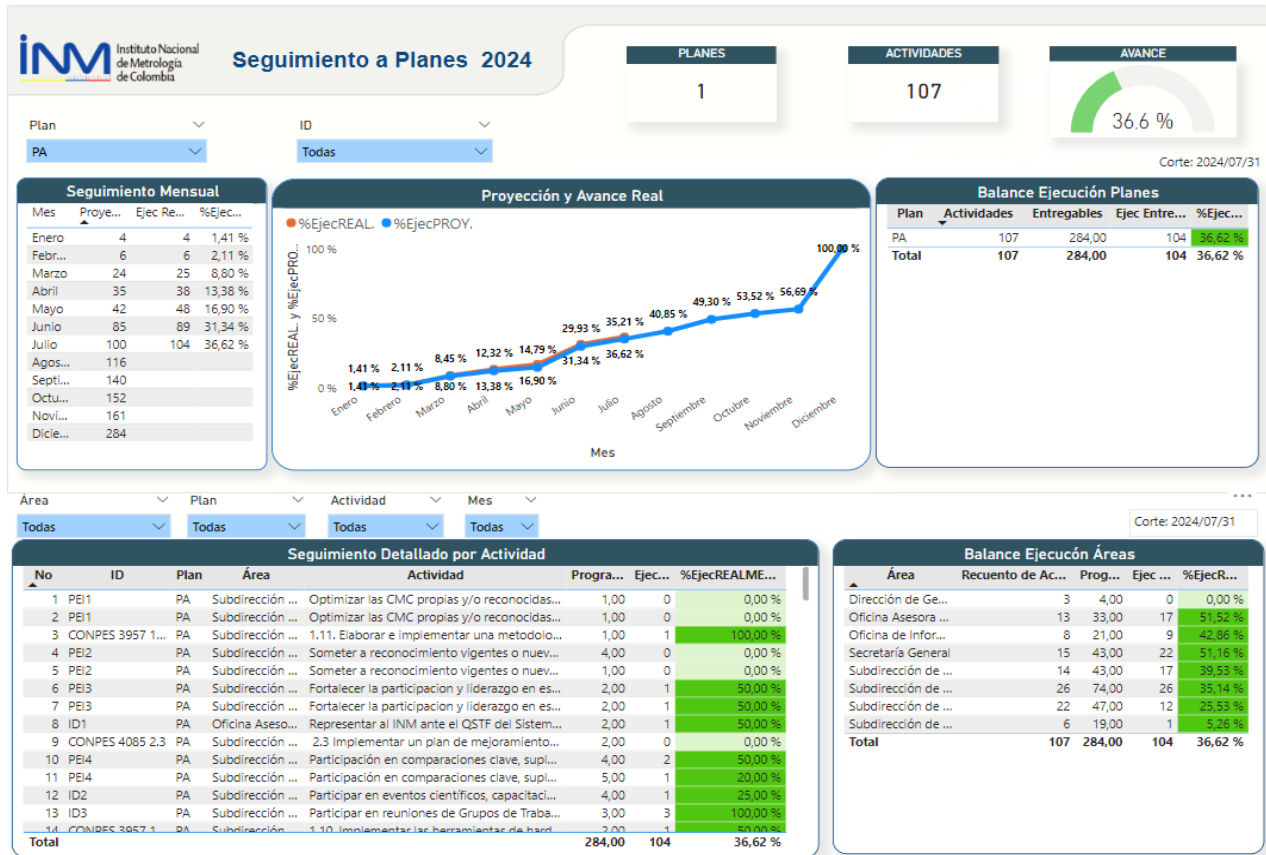 INM Instituto Nacional
de Metrología
de Colombia
Seguimiento a Planes 2024
PLANES
1
ACTIVIDADES
107
AVANCE
36.6 %
Plan
PA
ID
Todas
Corte: 2024/07/31
Seguimiento Mensual
Mes Proye... Ejec Re... %Ejec...
Enero 4 4 1,41 %
Febr... 6 6 2,11 %
Marzo 24 25 8,80 %
Abril 35 38 13,38 %
Mayo 42 48 16,90 %
Junio 85 89 31,34 %
Julio 100 104 36,62 %
Agos... 116
Septi... 140
Octu... 152
Novi... 161
Dicie... 284
Proyección y Avance Real
%EjecREAL. %EjecPROY.
%EjecREAL. y %EjecPRO...
100 %
50 %
0 %
1,41 % 2,11 % 8,45 % 12,32 % 14,79 % 29,93 % 35,21 % 40,85 % 49,30 % 53,52 % 56,69 % 100,00 %
1,41 % 2,11 % 8,80 % 13,38 % 16,90 % 31,34 % 36,62 %
Enero Febrero Marzo Abril Mayo Junio Julio Agosto Septiembre Octubre Noviembre Diciembre
Mes
Balance Ejecución Planes
Plan Actividades Entregables Ejec Entre... %Ejec...
PA 107 284,00 104 36,62 %
Total 107 284,00 104 36,62 %
Área
Todas
Plan
Todas
Actividad
Todas
Mes
Todas
Corte: 2024/07/31
Seguimiento Detallado por Actividad
No ID Plan Área Actividad Progra... Ejec... %EjecREALME...
1 PEI1 PA Subdirección ... Optimizar las CMC propias y/o reconocidas... 1,00 0 0,00 %
2 PEI1 PA Subdirección ... Optimizar las CMC propias y/o reconocidas... 1,00 0 0,00 %
3 CONPES 3957 1... PA Subdirección ... 1.11. Elaborar e implementar una metodolo... 1,00 1 100,00 %
4 PEI2 PA Subdirección ... Someter a reconocimiento vigentes o nuev... 4,00 0 0,00 %
5 PEI2 PA Subdirección ... Someter a reconocimiento vigentes o nuev... 1,00 0 0,00 %
6 PEI3 PA Subdirección ... Fortalecer la participacion y liderazgo en es... 2,00 1 50,00 %
7 PEI3 PA Subdirección ... Fortalecer la participacion y liderazgo en es... 2,00 1 50,00 %
8 ID1 PA Oficina Aseso... Representar al INM ante el QSTF del Sistem... 2,00 1 50,00 %
9 CONPES 4085 2.3 PA Subdirección ... 2.3 Implementar un plan de mejoramiento... 2,00 0 0,00 %
10 PEI4 PA Subdirección ... Participación en comparaciones clave, supl... 4,00 2 50,00 %
11 PEI4 PA Subdirección ... Participación en comparaciones clave, supl... 5,00 1 20,00 %
12 ID2 PA Subdirección ... Participar en eventos científicos, capacitaci... 4,00 1 25,00 %
13 ID3 PA Subdirección ... Participar en reuniones de Grupos de Traba... 3,00 3 100,00 %
14 CONPES 3957 1... PA Subdirección ... 1.10. Implementar las herramientas de hard... 2,00 1 50,00 %
Total 284,00 104 36,62 %
Balance Ejecucón Áreas
Área Recuento de Ac... Prog... Ejec ... %EjecR...
Dirección de Ge... 3 4,00 0 0,00 %
Oficina Asesora ... 13 33,00 17 51,52 %
Oficina de Infor... 8 21,00 9 42,86 %
Secretaría General 15 43,00 22 51,16 %
Subdirección de ... 14 43,00 17 39,53 %
Subdirección de ... 26 74,00 26 35,14 %
Subdirección de ... 22 47,00 12 25,53 %
Subdirección de ... 6 19,00 1 5,26 %
Total 107 284,00 104 36,62 %